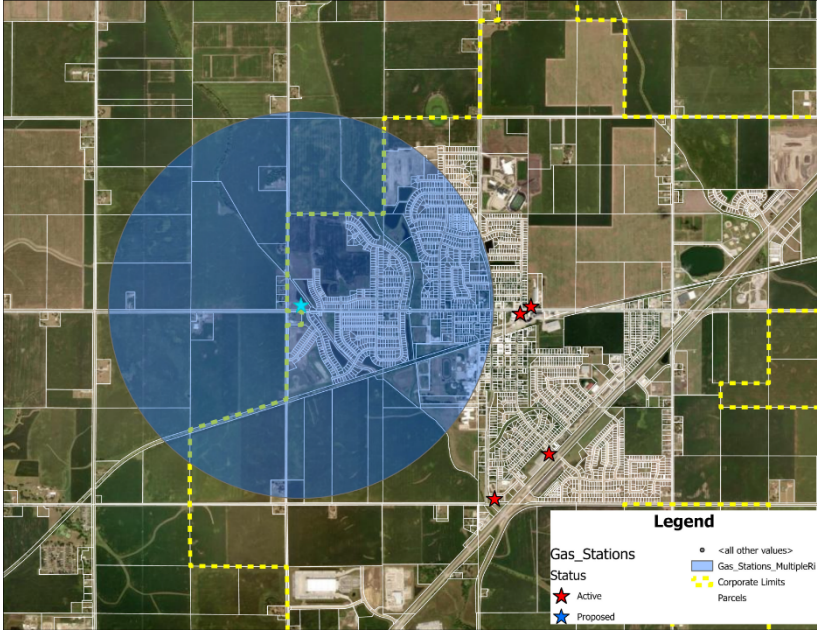 Legend
Gas_Stations
Status
Active
Proposed
<all other values>
Gas_Stations_MultipleRi
Corporate Limits
Parcels